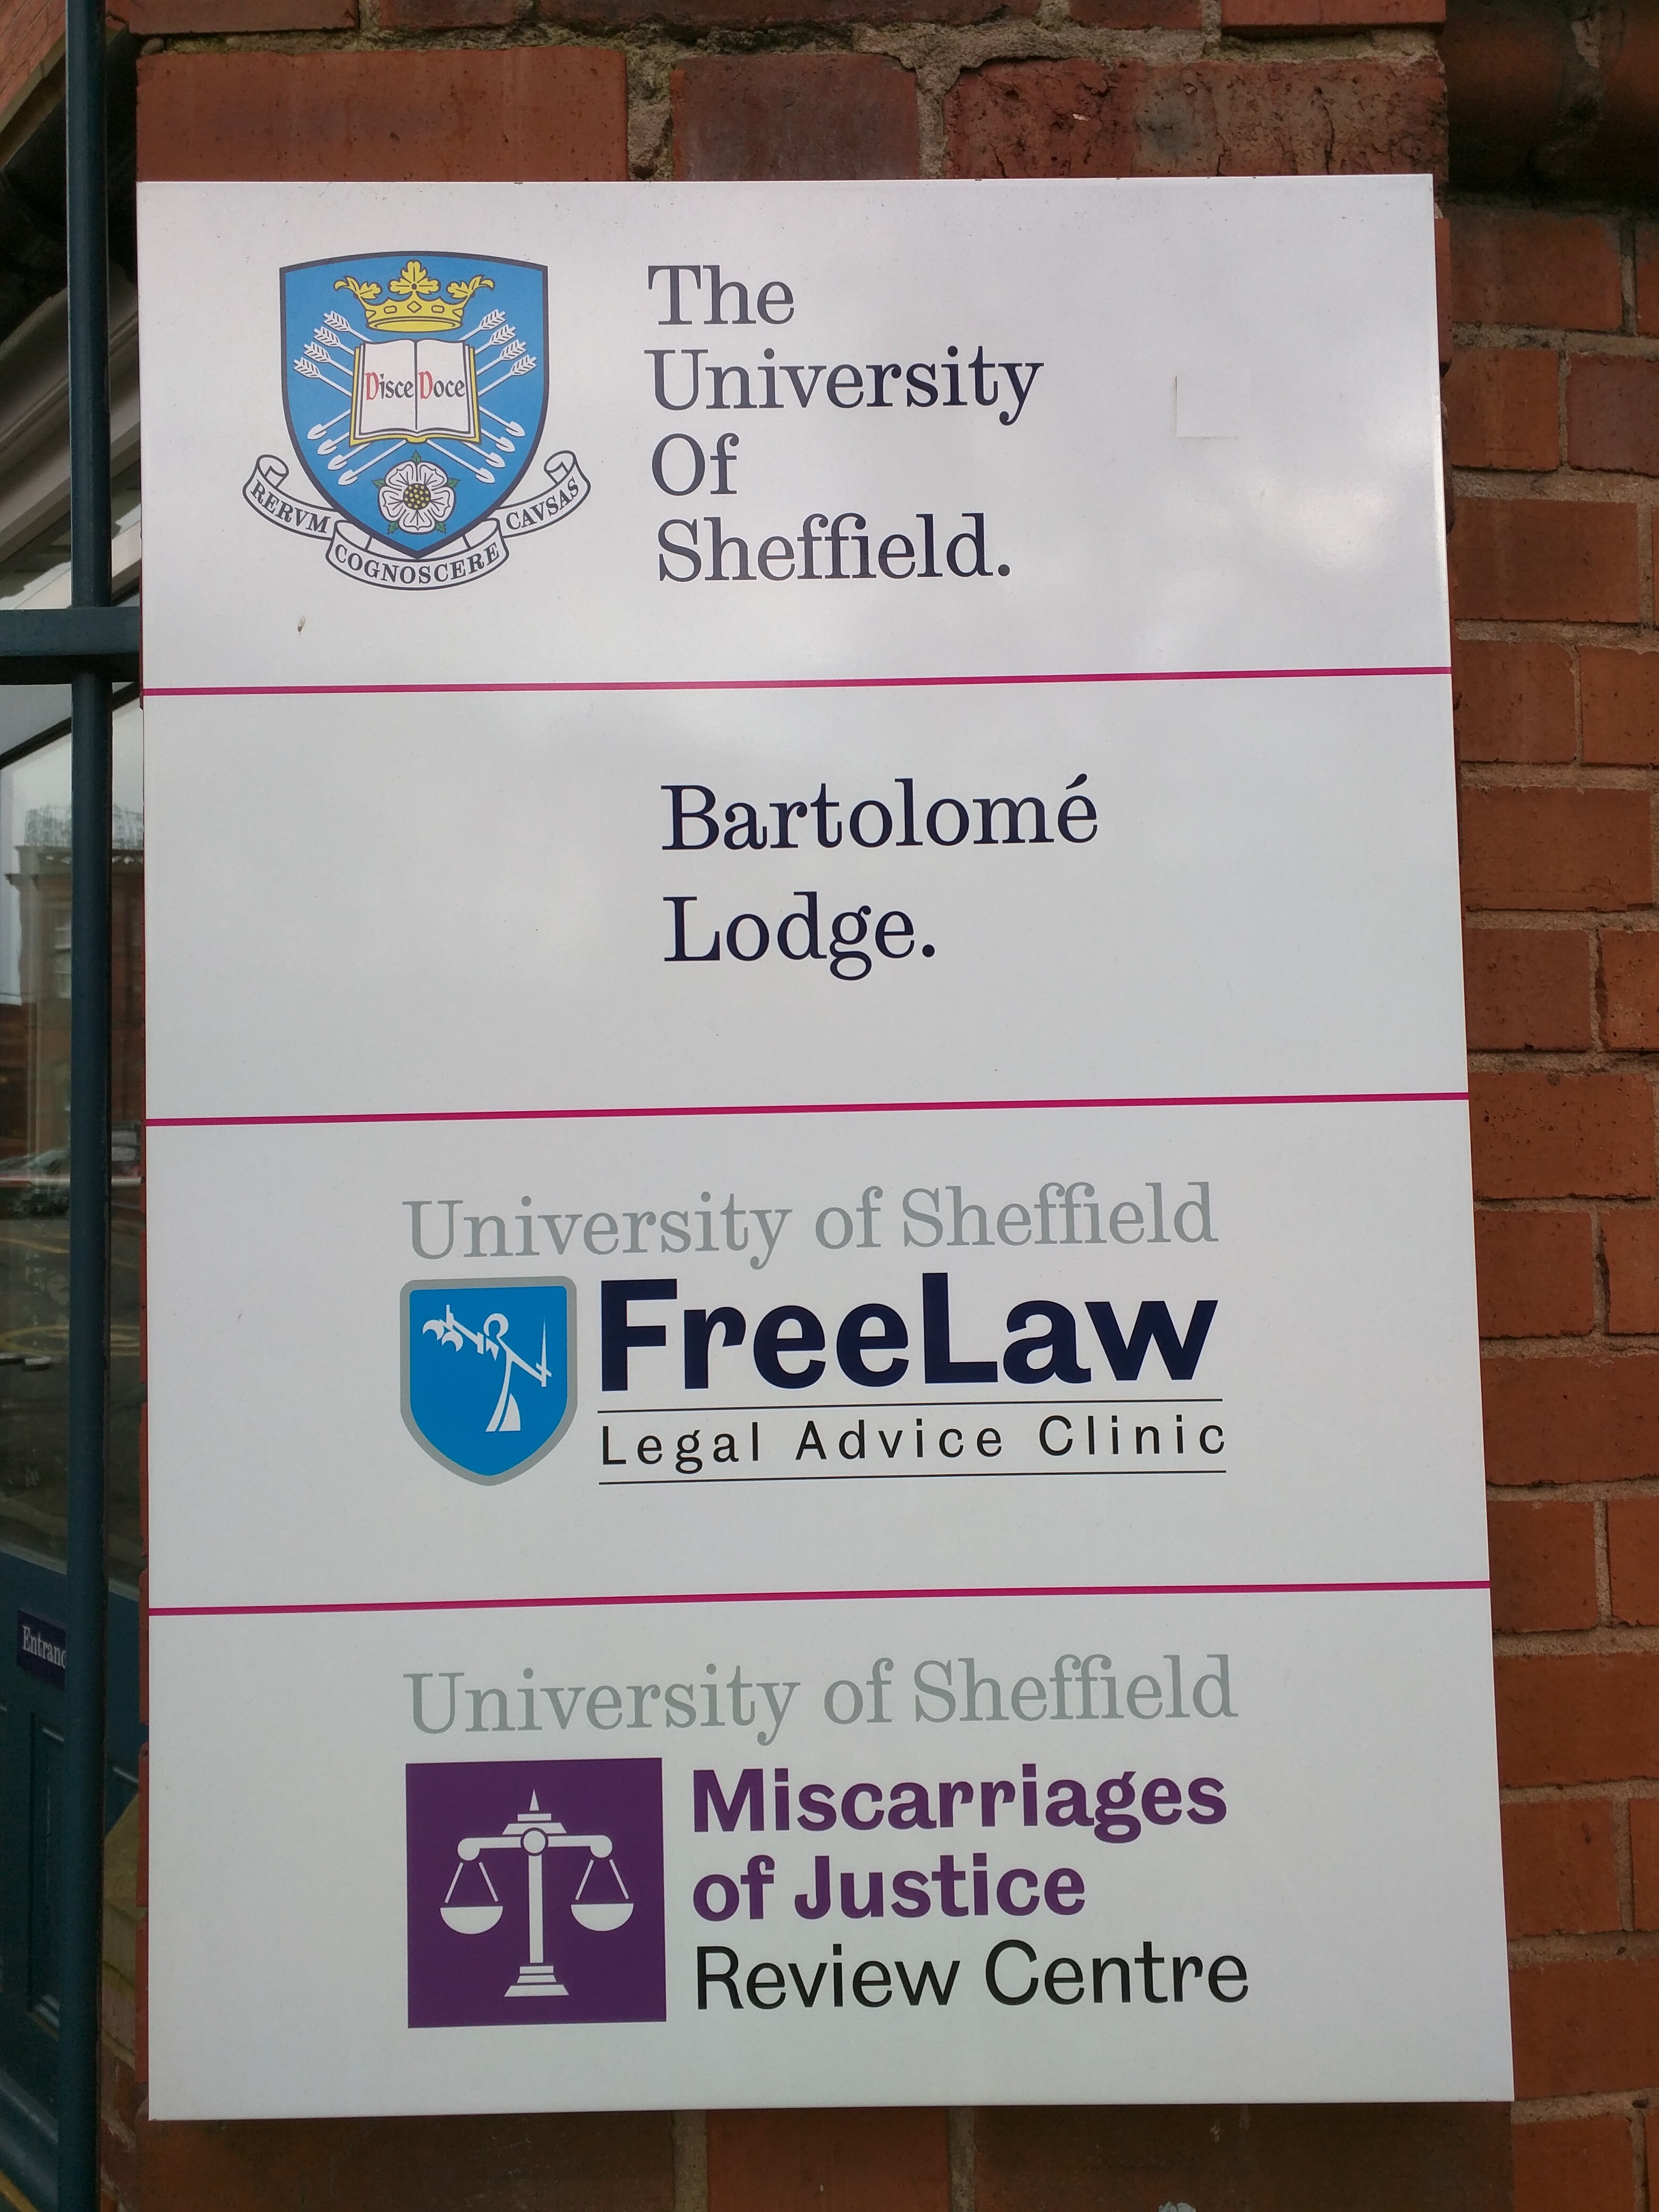 Disce Doce
RERVM COGNOSCERE CAVSAS
The
University
Of
Sheffield.
Bartolomé
Lodge.
University of Sheffield
FreeLaw
Legal Advice Clinic
University of Sheffield
Miscarriages
of Justice
Review Centre